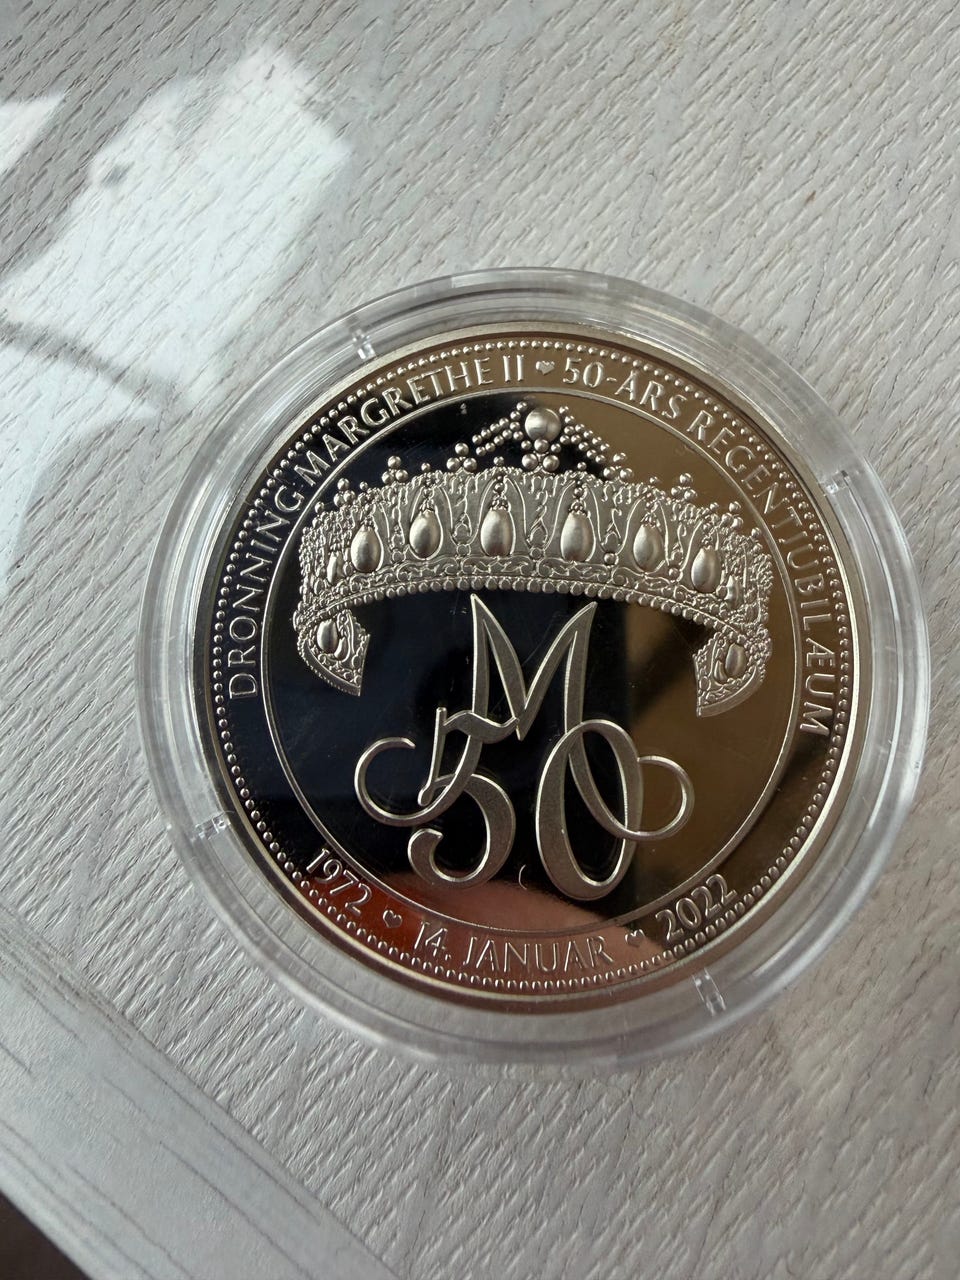 DRONNING MARGRETHE II ♥ 50-ÅRS REGENTJUBILÆUM
M
50
1972 ♥ 14. JANUAR ♥ 2022